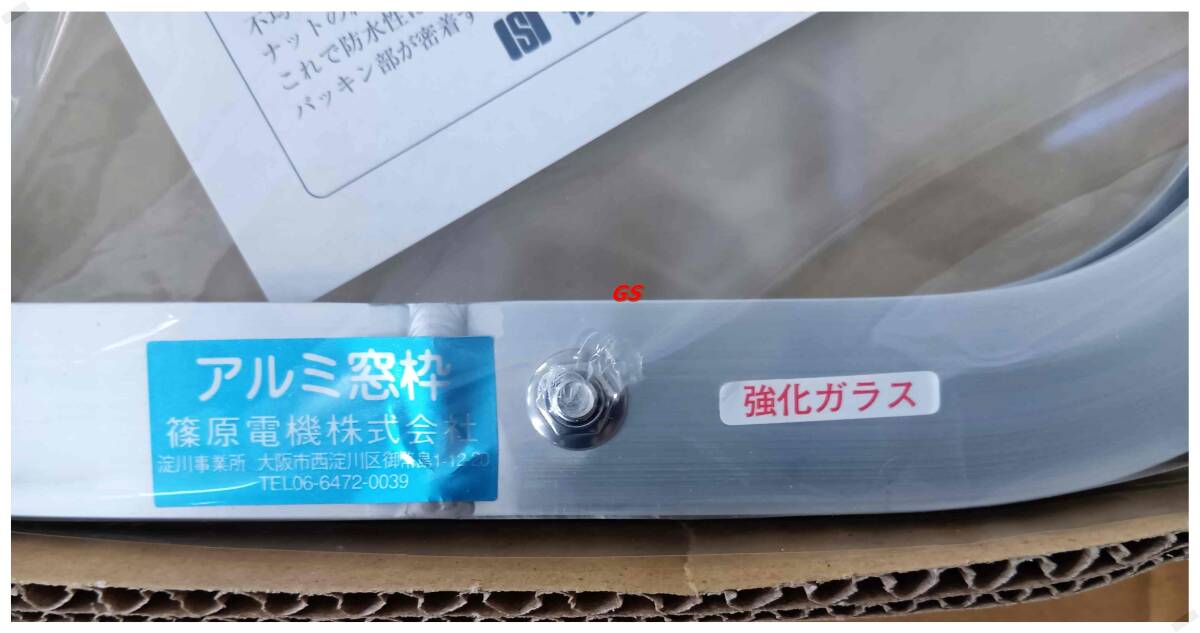 ナットの
これで防水性に
パッキン部が密着す
GS
アルミ窓枠
篠原電機株式会社
淀川事業所 大阪市西淀川区御幣島1-12-20
TEL06-6472-0039
強化ガラス